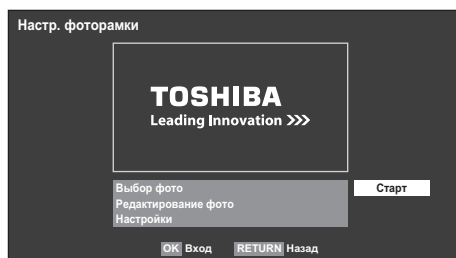 Настр. фоторамки
TOSHIBA
Leading Innovation >>>
Выбор фото
Старт
Редактирование фото
Настройки
OK Вход RETURN Назад